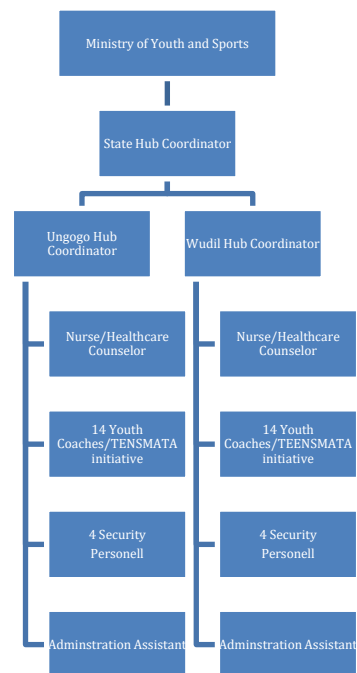 Ministry of Youth and Sports
State Hub Coordinator
Ungogo Hub
Coordinator
Wudil Hub Coordinator
Nurse/Healthcare
Counselor
Nurse/Healthcare
Counselor
14 Youth
Coaches/TENSMATA
initiative
14 Youth
Coaches/TEENSMATA
initiative
4 Security
Personell
4 Security
Personell
Adminstration Assistant
Adminstration Assistant